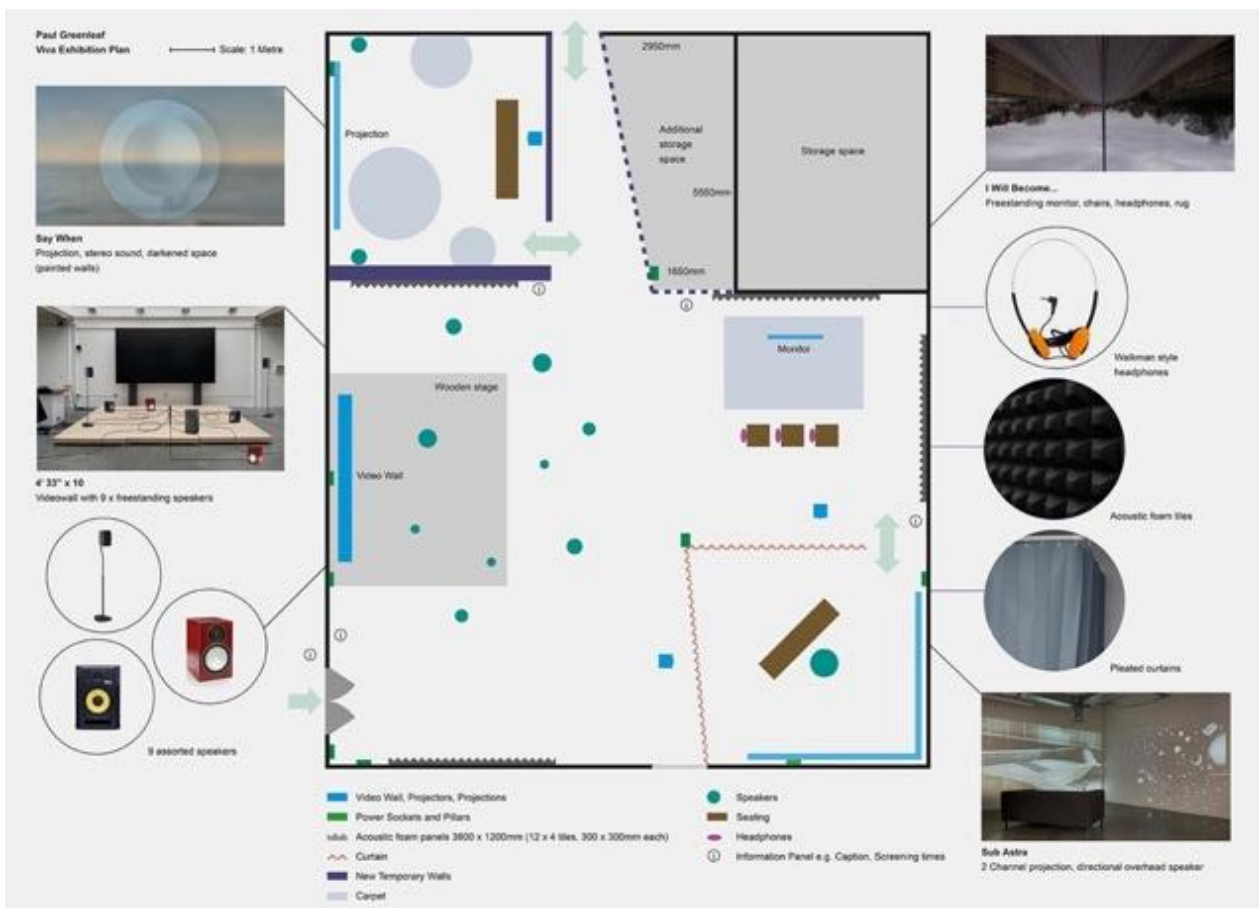 Paul Greenleaf
Viva Exhibition Plan
Scale: 1 Metre
Say When
Projection, stereo sound, darkened space
(painted walls)
4' 33" x 10
Videowall with 9 x freestanding speakers
9 assorted speakers
Projection
2950mm
Additional
storage
space
5550mm
Storage space
1650mm
Monitor
Wooden stage
Video Wall
I Will Become...
Freestanding monitor, chairs, headphones, rug
Walkman style
headphones
Acoustic foam tiles
Pleated curtains
Sub Astra
2 Channel projection, directional overhead speaker
Video Wall, Projectors, Projections
Power Sockets and Pillars
Acoustic foam panels 3600 x 1200mm (12 x 4 tiles, 300 x 300mm each)
Curtain
New Temporary Walls
Carpet
Speakers
Seating
Headphones
Information Panel e.g. Caption, Screening times